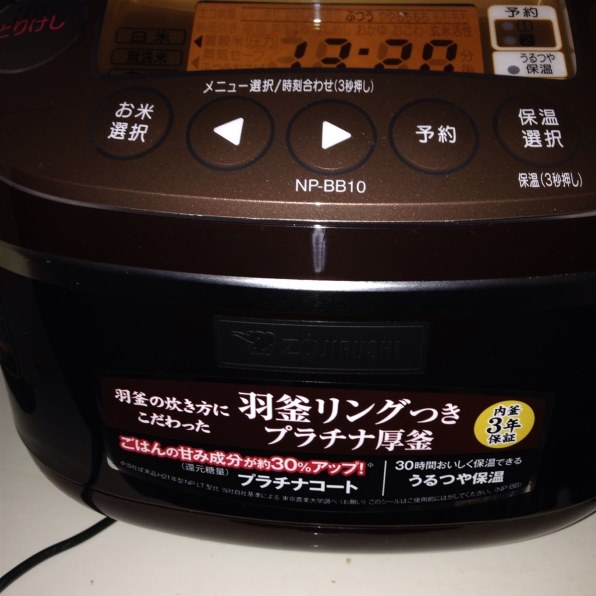 とりけし
白米
無洗米
ふつう
予約
うるつや
保温
メニュー選択/時刻合わせ(3秒押し)
お米
選択
予約
保温
選択
NP-BB10
保温(3秒押し)
ZOJIRUSHI
羽釜の炊き方に
こだわった
羽釜リングつき
プラチナ厚釜
内釜
3年
保証
ごはんの甘み成分が約30%アップ!※
(還元糖量)
プラチナコート
30時間おいしく保温できる
うるつや保温